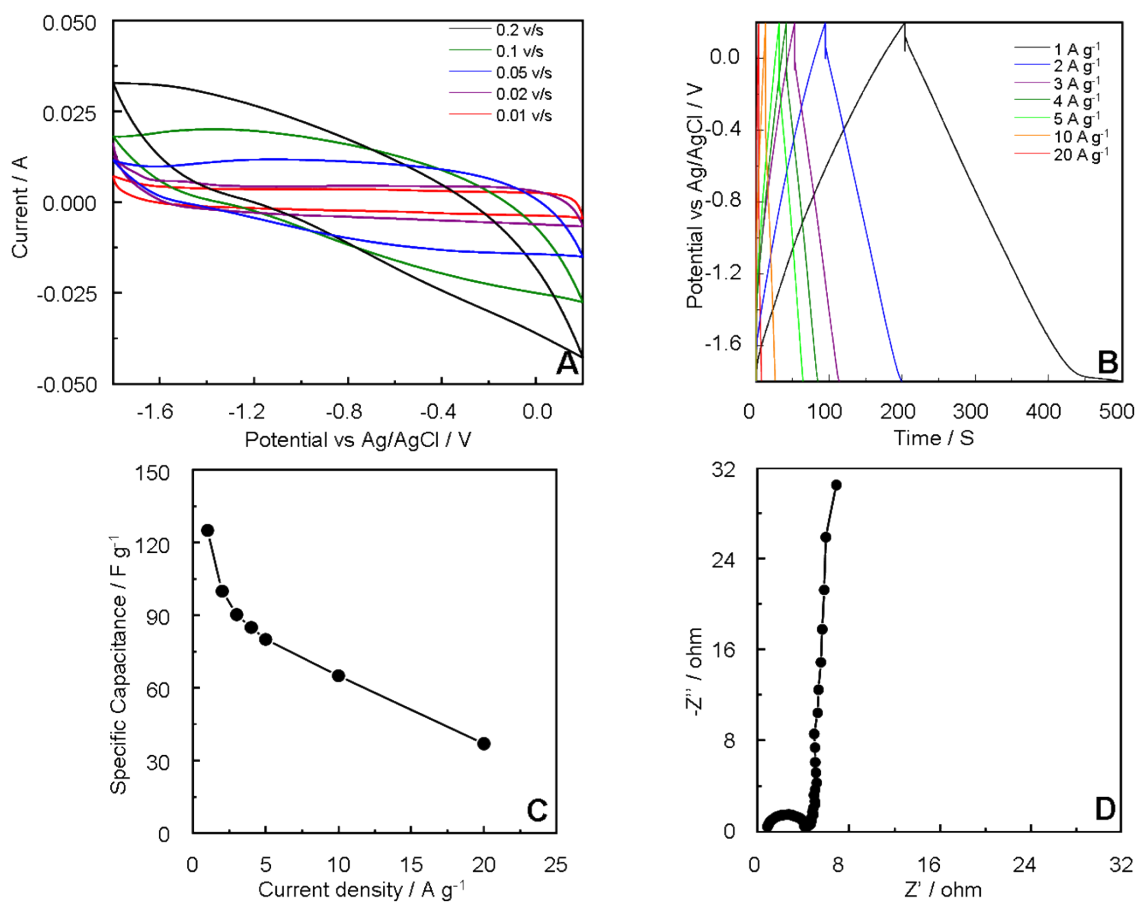 A
0.050
0.025
0.000
-0.025
-0.050
Current / A
0.2 v/s
0.1 v/s
0.05 v/s
0.02 v/s
0.01 v/s
A
-1.6 -1.2 -0.8 -0.4 0.0
Potential vs Ag/AgCl / V
B
0.0
-0.4
-0.8
-1.2
-1.6
Potential vs Ag/AgCl / V
1 A g⁻¹
2 A g⁻¹
3 A g⁻¹
4 A g⁻¹
5 A g⁻¹
10 A g⁻¹
20 A g⁻¹
B
0 100 200 300 400 500
Time / S
150
120
90
60
30
0
Specific Capacitance / F g⁻¹
C
0 5 10 15 20 25
Current density / A g⁻¹
32
24
16
8
0
-Z'' / ohm
D
0 8 16 24 32
Z' / ohm